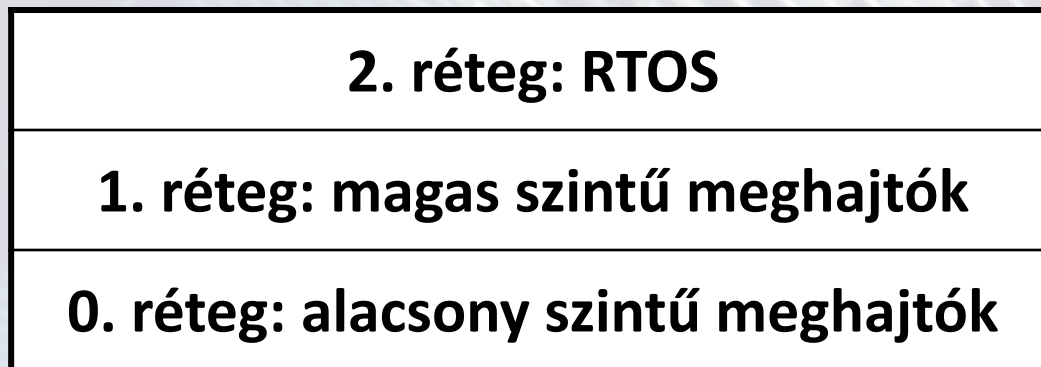 2. réteg: RTOS
1. réteg: magas szintű meghajtók
0. réteg: alacsony szintű meghajtók